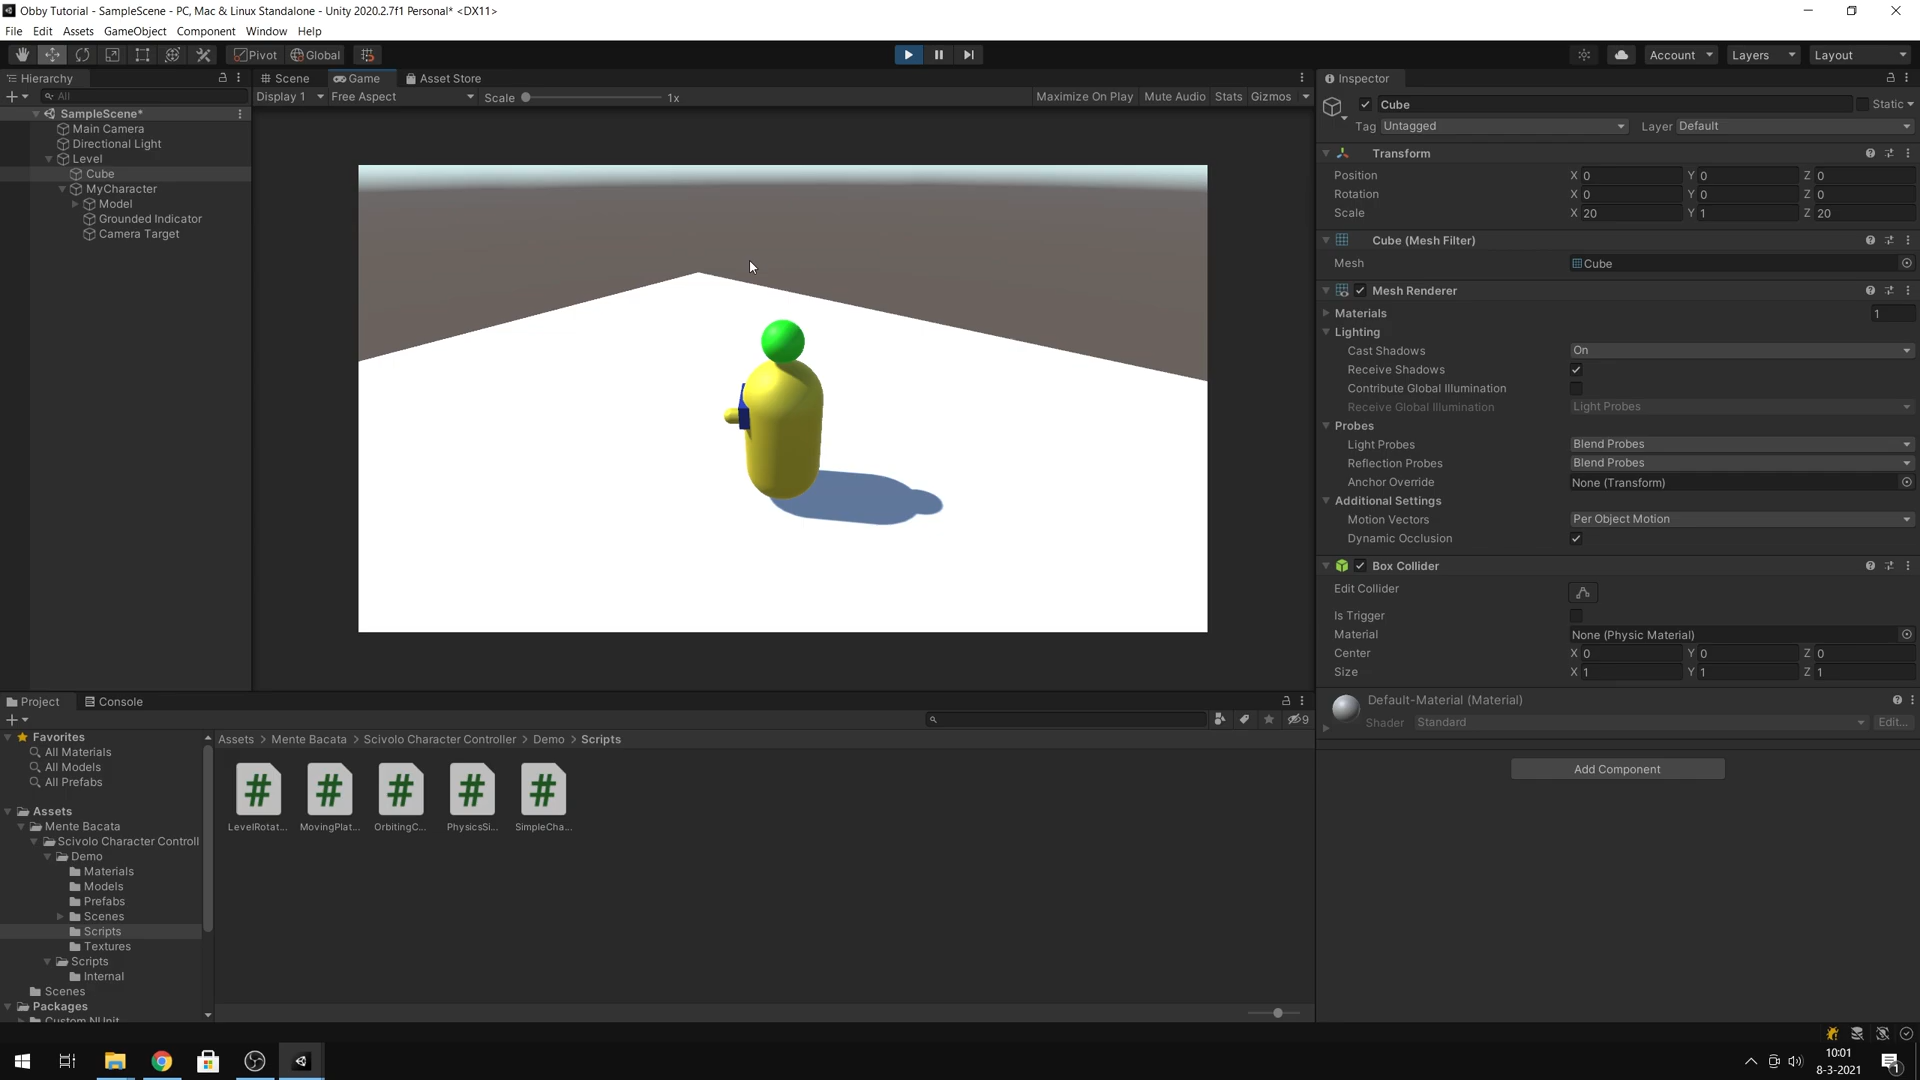 Obby Tutorial - SampleScene - PC, Mac & Linux Standalone - Unity 2020.2.7f1 Personal* <DX11>
File Edit Assets GameObject Component Window Help
Pivot Global Account Layers Layout
Hierarchy
All
SampleScene*
Main Camera
Directional Light
Level
Cube
MyCharacter
Model
Grounded Indicator
Camera Target
Scene Game Asset Store
Display 1 Free Aspect Scale 1x Maximize On Play Mute Audio Stats Gizmos
Inspector
Cube Static
Tag Untagged Layer Default
Transform
Position X 0 Y 0 Z 0
Rotation X 0 Y 0 Z 0
Scale X 20 Y 1 Z 20
Cube (Mesh Filter)
Mesh Cube
Mesh Renderer
Materials 1
Lighting
Cast Shadows On
Receive Shadows
Contribute Global Illumination
Receive Global Illumination Light Probes
Probes
Light Probes Blend Probes
Reflection Probes Blend Probes
Anchor Override None (Transform)
Additional Settings
Motion Vectors Per Object Motion
Dynamic Occlusion
Box Collider
Edit Collider
Is Trigger
Material None (Physic Material)
Center X 0 Y 0 Z 0
Size X 1 Y 1 Z 1
Default-Material (Material)
Shader Standard Edit...
Add Component
Project Console
9
Favorites
All Materials
All Models
All Prefabs
Assets
Mente Bacata
Scivolo Character Controll
Demo
Materials
Models
Prefabs
Scenes
Scripts
Textures
Scripts
Internal
Scenes
Packages
Custom NUnit
Assets > Mente Bacata > Scivolo Character Controller > Demo > Scripts
LevelRotat... MovingPlat... OrbitingC... PhysicsSi... SimpleCha...
10:01
8-3-2021
1